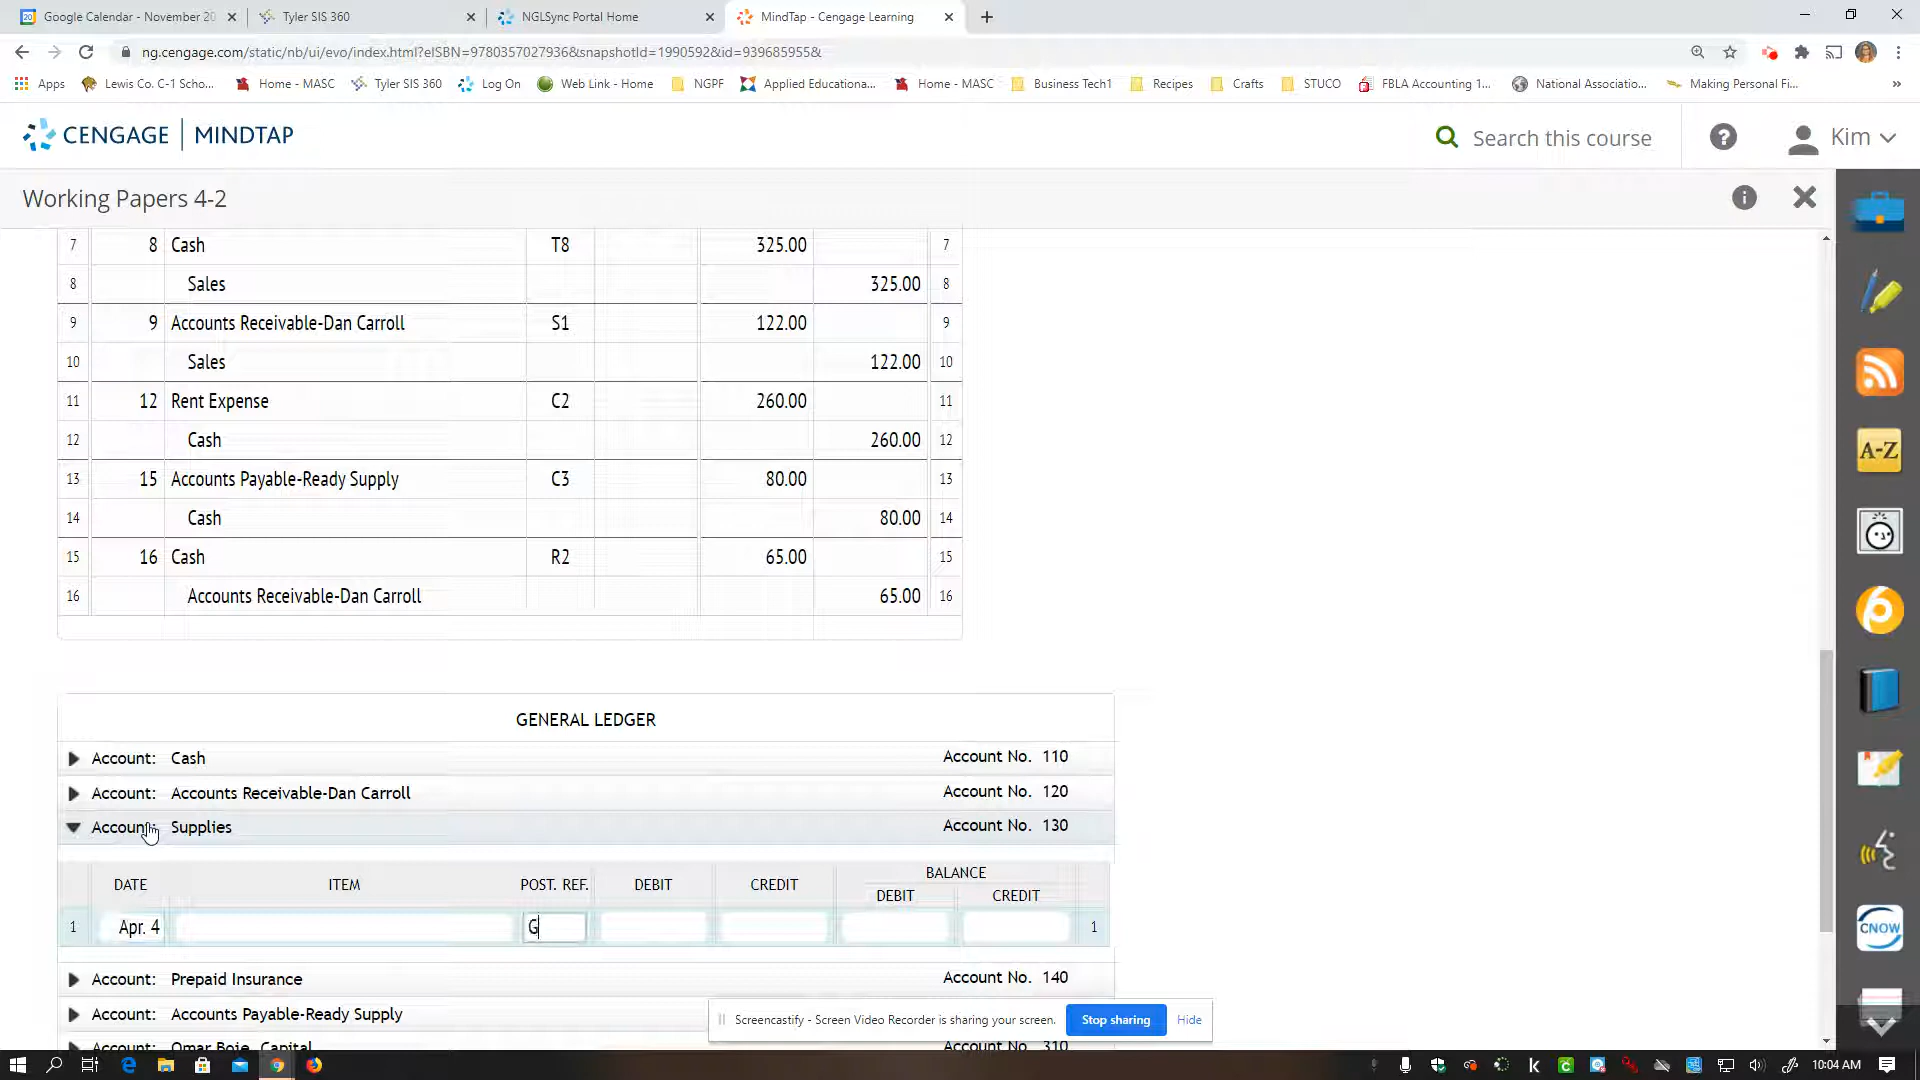 Google Calendar - November 20
Tyler SIS 360
NGLSync Portal Home
MindTap - Cengage Learning
ng.cengage.com/static/nb/ui/evo/index.html?eISBN=9780357027936&snapshotId=1990592&id=939685955&
Apps
Lewis Co. C-1 Scho...
Home - MASC
Tyler SIS 360
Log On
Web Link - Home
NGPF
Applied Educationa...
Home - MASC
Business Tech1
Recipes
Crafts
STUCO
FBLA Accounting 1...
National Associatio...
Making Personal Fi...
»
CENGAGE | MINDTAP
Search this course
Kim
Working Papers 4-2
7 8 Cash T8 325.00 7
8 Sales 325.00 8
9 9 Accounts Receivable-Dan Carroll S1 122.00 9
10 Sales 122.00 10
11 12 Rent Expense C2 260.00 11
12 Cash 260.00 12
13 15 Accounts Payable-Ready Supply C3 80.00 13
14 Cash 80.00 14
15 16 Cash R2 65.00 15
16 Accounts Receivable-Dan Carroll 65.00 16
GENERAL LEDGER
Account: Cash Account No. 110
Account: Accounts Receivable-Dan Carroll Account No. 120
Account: Supplies Account No. 130
BALANCE
DATE ITEM POST. REF. DEBIT CREDIT DEBIT CREDIT
1 Apr. 4 G 1
Account: Prepaid Insurance Account No. 140
Account: Accounts Payable-Ready Supply
Account: Omar Boje, Capital Account No. 310
Screencastify - Screen Video Recorder is sharing your screen.
Stop sharing
Hide
A-Z
CNOW
10:04 AM